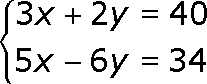 3x + 2y = 40
5x - 6y = 34